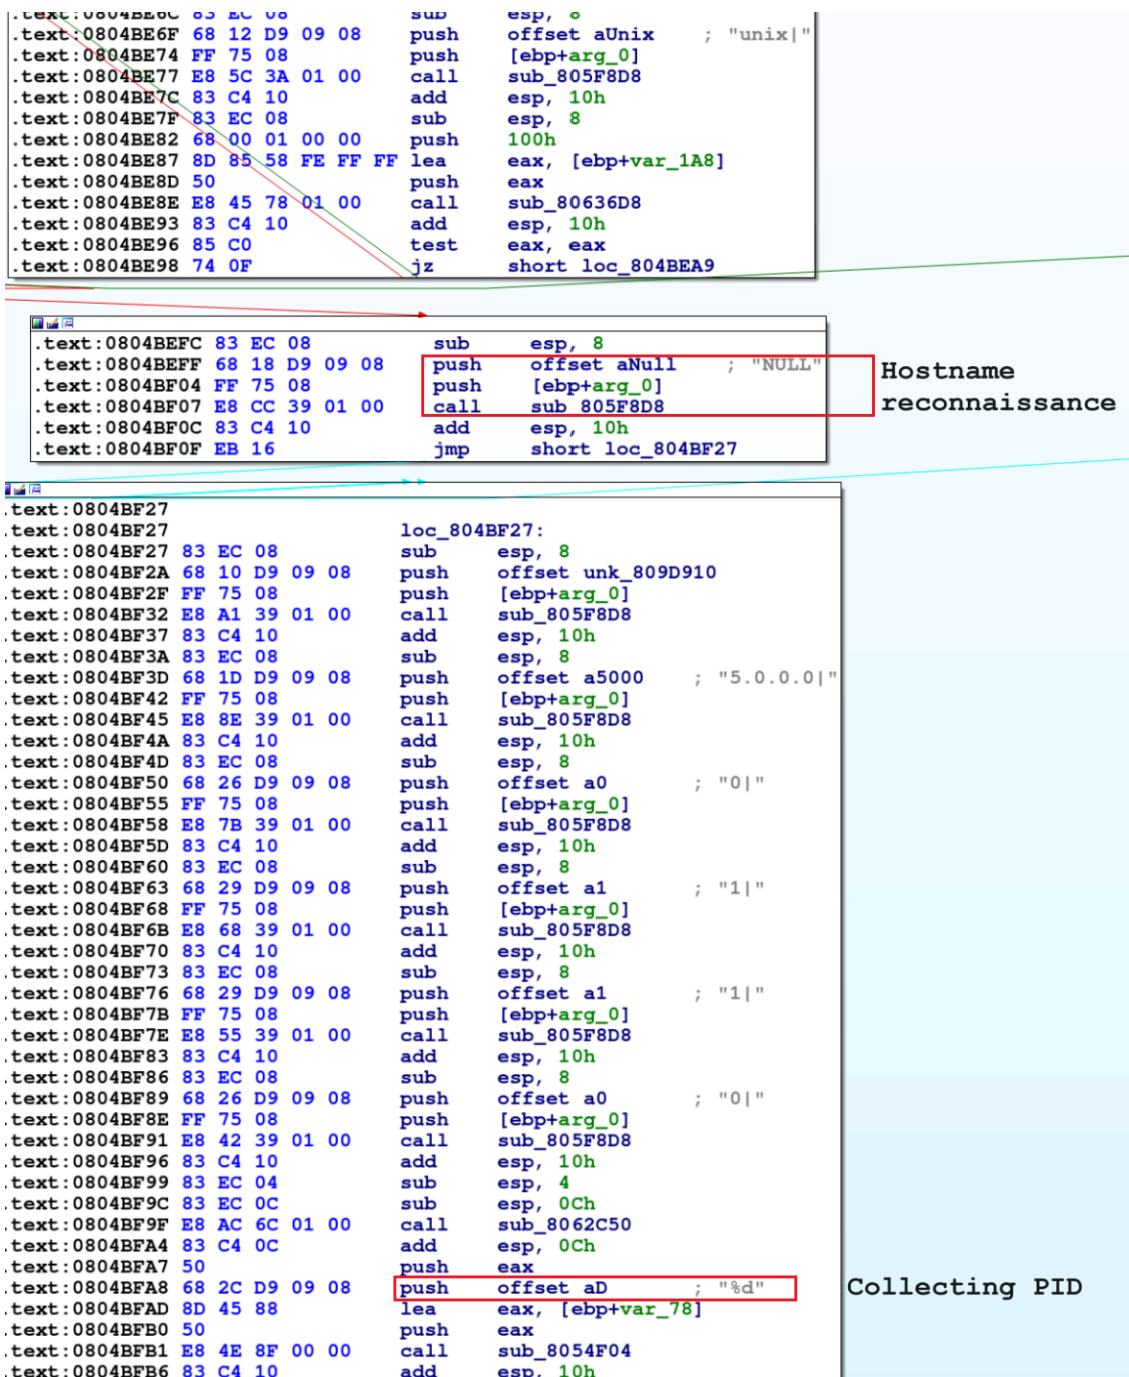 .text:0804BE6C 83 EC 08 sub esp, 8
.text:0804BE6F 68 12 D9 09 08 push offset aUnix ; "unix|"
.text:0804BE74 FF 75 08 push [ebp+arg_0]
.text:0804BE77 E8 5C 3A 01 00 call sub_805F8D8
.text:0804BE7C 83 C4 10 add esp, 10h
.text:0804BE7F 83 EC 08 sub esp, 8
.text:0804BE82 68 00 01 00 00 push 100h
.text:0804BE87 8D 85 58 FE FF FF lea eax, [ebp+var_1A8]
.text:0804BE8D 50 push eax
.text:0804BE8E E8 45 78 01 00 call sub_80636D8
.text:0804BE93 83 C4 10 add esp, 10h
.text:0804BE96 85 C0 test eax, eax
.text:0804BE98 74 0F jz short loc_804BEA9
.text:0804BEFC 83 EC 08 sub esp, 8
.text:0804BEFF 68 18 D9 09 08 push offset aNull ; "NULL"
.text:0804BF04 FF 75 08 push [ebp+arg_0]
.text:0804BF07 E8 CC 39 01 00 call sub_805F8D8
.text:0804BF0C 83 C4 10 add esp, 10h
.text:0804BF0F EB 16 jmp short loc_804BF27
Hostname
reconnaissance
.text:0804BF27
.text:0804BF27 loc_804BF27:
.text:0804BF27 83 EC 08 sub esp, 8
.text:0804BF2A 68 10 D9 09 08 push offset unk_809D910
.text:0804BF2F FF 75 08 push [ebp+arg_0]
.text:0804BF32 E8 A1 39 01 00 call sub_805F8D8
.text:0804BF37 83 C4 10 add esp, 10h
.text:0804BF3A 83 EC 08 sub esp, 8
.text:0804BF3D 68 1D D9 09 08 push offset a5000 ; "5.0.0.0|"
.text:0804BF42 FF 75 08 push [ebp+arg_0]
.text:0804BF45 E8 8E 39 01 00 call sub_805F8D8
.text:0804BF4A 83 C4 10 add esp, 10h
.text:0804BF4D 83 EC 08 sub esp, 8
.text:0804BF50 68 26 D9 09 08 push offset a0 ; "0|"
.text:0804BF55 FF 75 08 push [ebp+arg_0]
.text:0804BF58 E8 7B 39 01 00 call sub_805F8D8
.text:0804BF5D 83 C4 10 add esp, 10h
.text:0804BF60 83 EC 08 sub esp, 8
.text:0804BF63 68 29 D9 09 08 push offset a1 ; "1|"
.text:0804BF68 FF 75 08 push [ebp+arg_0]
.text:0804BF6B E8 68 39 01 00 call sub_805F8D8
.text:0804BF70 83 C4 10 add esp, 10h
.text:0804BF73 83 EC 08 sub esp, 8
.text:0804BF76 68 29 D9 09 08 push offset a1 ; "1|"
.text:0804BF7B FF 75 08 push [ebp+arg_0]
.text:0804BF7E E8 55 39 01 00 call sub_805F8D8
.text:0804BF83 83 C4 10 add esp, 10h
.text:0804BF86 83 EC 08 sub esp, 8
.text:0804BF89 68 26 D9 09 08 push offset a0 ; "0|"
.text:0804BF8E FF 75 08 push [ebp+arg_0]
.text:0804BF91 E8 42 39 01 00 call sub_805F8D8
.text:0804BF96 83 C4 10 add esp, 10h
.text:0804BF99 83 EC 04 sub esp, 4
.text:0804BF9C 83 EC 0C sub esp, 0Ch
.text:0804BF9F E8 AC 6C 01 00 call sub_8062C50
.text:0804BFA4 83 C4 0C add esp, 0Ch
.text:0804BFA7 50 push eax
.text:0804BFA8 68 2C D9 09 08 push offset aD ; "%d"
Collecting PID
.text:0804BFAD 8D 45 88 lea eax, [ebp+var_78]
.text:0804BFB0 50 push eax
.text:0804BFB1 E8 4E 8F 00 00 call sub_8054F04
.text:0804BFB6 83 C4 10 add esp, 10h